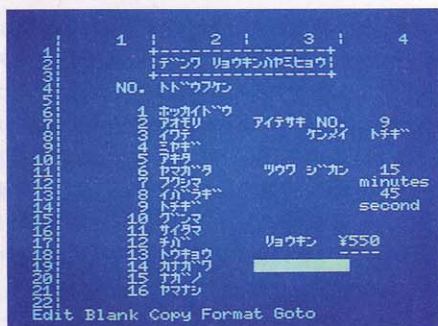 1 ¦ 2 ¦ 3 ¦ 4
1¦ +-----------------------+
2¦ ¦デンワ リョウキンハヤミヒョウ¦
3¦ +-----------------------+
4¦ NO. トドウフケン
5¦
6¦ 1 ホッカイドウ
7¦ 2 アオモリ アイテサキ NO. 9
8¦ 3 イワテ ケンメイ トチギ
9¦ 4 ミヤギ
10¦ 5 アキタ
11¦ 6 ヤマガタ ツウワ ジカン 15
12¦ 7 フクシマ minutes
13¦ 8 イバラギ 45
14¦ 9 トチギ second
15¦ 10 グンマ
16¦ 11 サイタマ
17¦ 12 チバ リョウキン ¥550
18¦ 13 トウキョウ ----
19¦ 14 カナガワ
20¦ 15 ナガノ
21¦ 16 ヤマナシ
22¦
Edit Blank Copy Format Goto